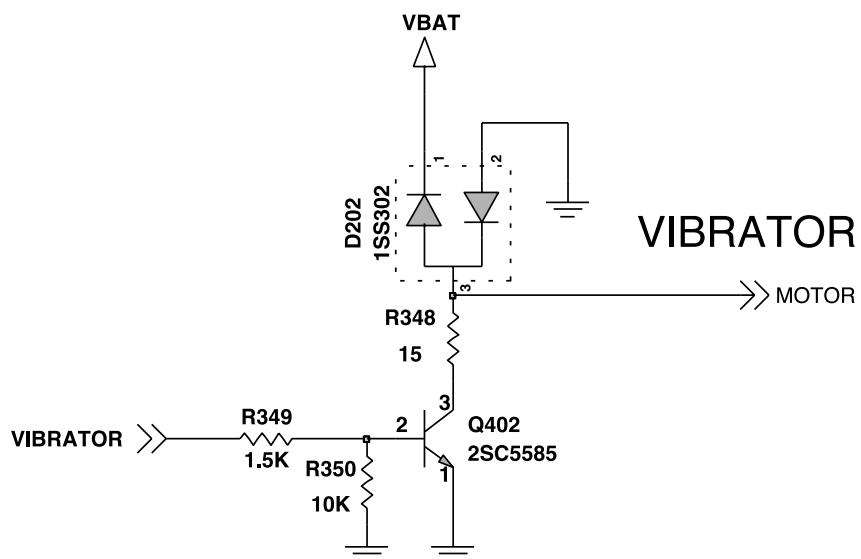 VBAT
1
2
D202
1SS302
VIBRATOR
3
MOTOR
R348
15
3
R349
2
Q402
VIBRATOR
1.5K
2SC5585
R350
1
10K